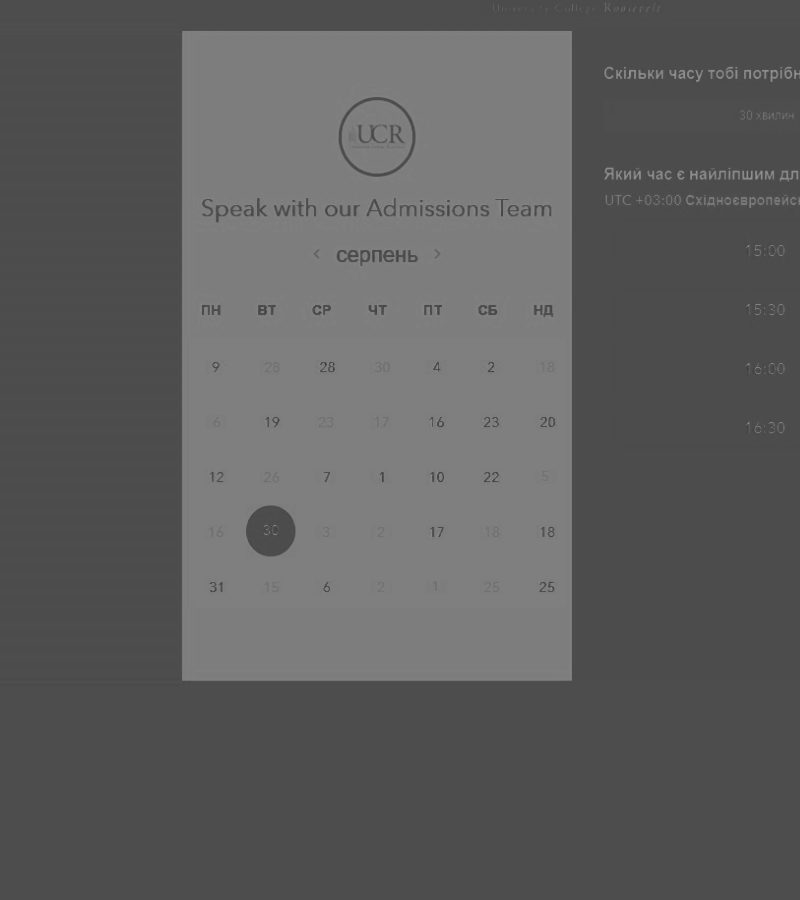 University College Roosevelt
UCR
Speak with our Admissions Team
‹ серпень ›
ПН ВТ СР ЧТ ПТ СБ НД
9 28 28 30 4 2 18
6 19 23 17 16 23 20
12 26 7 1 10 22 5
16 30 3 2 17 18 18
31 15 6 2 1 25 25
Скільки часу тобі потрібн
30 хвилин
Який час є найліпшим дл
UTC +03:00 Східноєвропейсь
15:00
15:30
16:00
16:30